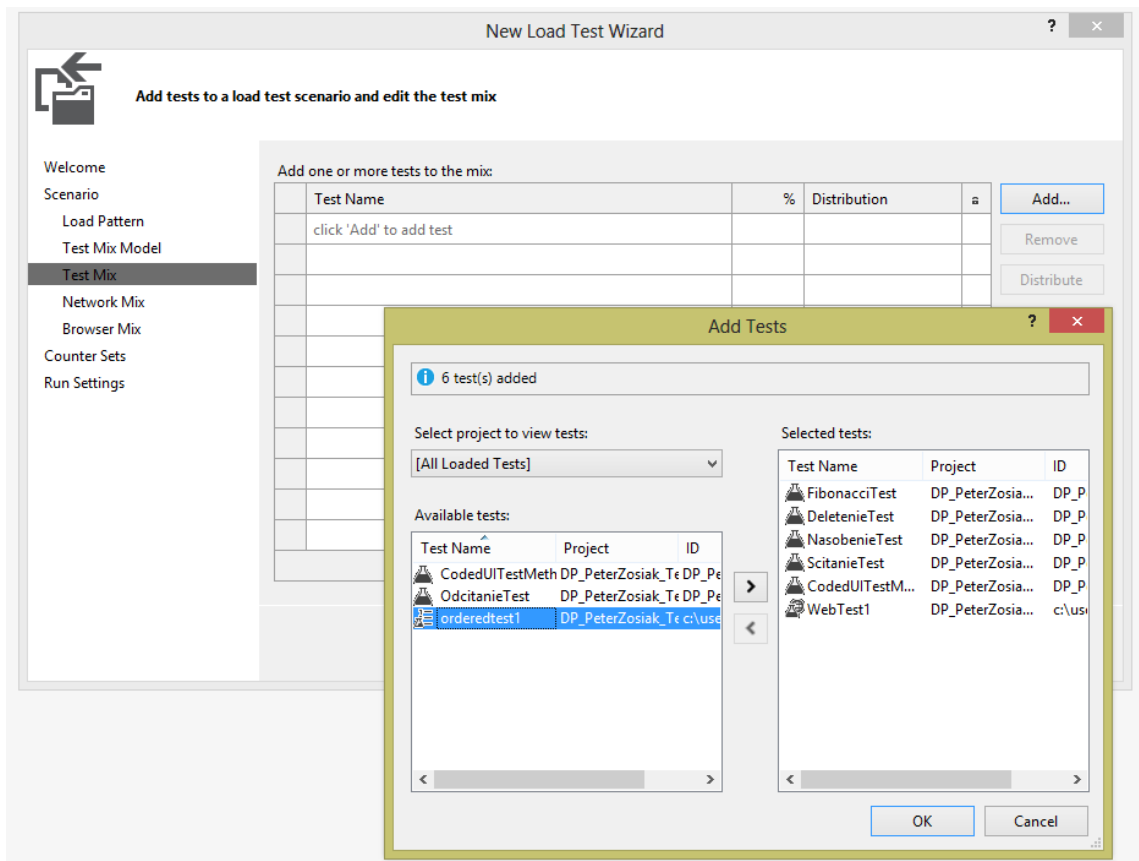 New Load Test Wizard
?
Add tests to a load test scenario and edit the test mix
Welcome
Scenario
Load Pattern
Test Mix Model
Test Mix
Network Mix
Browser Mix
Counter Sets
Run Settings
Add one or more tests to the mix:
Test Name % Distribution
click 'Add' to add test
Add...
Remove
Distribute
Add Tests
?
6 test(s) added
Select project to view tests:
[All Loaded Tests]
Available tests:
Test Name Project ID
CodedUITestMeth DP_PeterZosiak_Te DP_Pe
OdcitanieTest DP_PeterZosiak_Te DP_Pe
orderedtest1 DP_PeterZosiak_Te c:\use
Selected tests:
Test Name Project ID
FibonacciTest DP_PeterZosia... DP_P
DeletenieTest DP_PeterZosia... DP_P
NasobenieTest DP_PeterZosia... DP_P
ScitanieTest DP_PeterZosia... DP_P
CodedUITestM... DP_PeterZosia... DP_P
WebTest1 DP_PeterZosia... c:\use
OK
Cancel